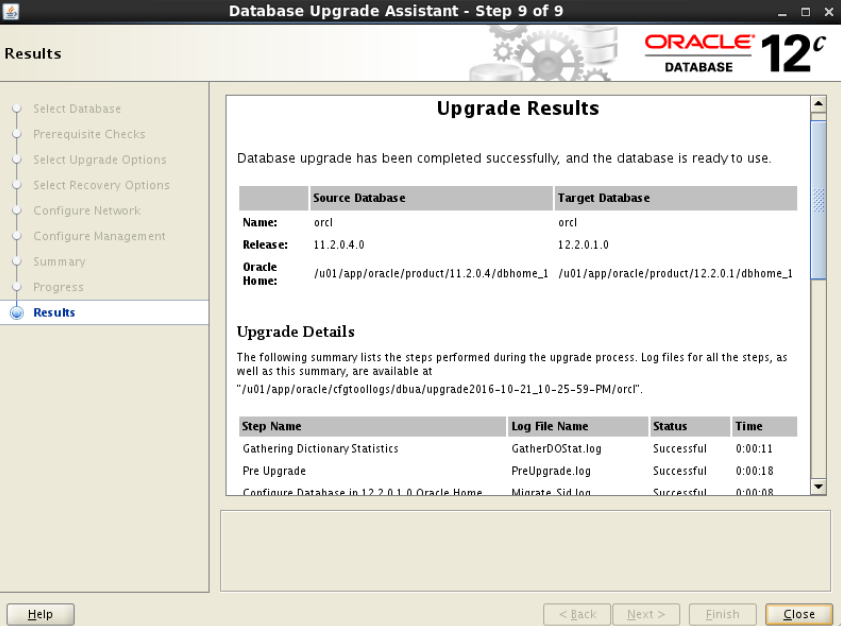 Database Upgrade Assistant - Step 9 of 9
Results
ORACLE
DATABASE
12c
Select Database
Prerequisite Checks
Select Upgrade Options
Select Recovery Options
Configure Network
Configure Management
Summary
Progress
Results
Upgrade Results
Database upgrade has been completed successfully, and the database is ready to use.
Source Database Target Database
Name: orcl orcl
Release: 11.2.0.4.0 12.2.0.1.0
Oracle
Home: /u01/app/oracle/product/11.2.0.4/dbhome_1 /u01/app/oracle/product/12.2.0.1/dbhome_1
Upgrade Details
The following summary lists the steps performed during the upgrade process. Log files for all the steps, as
well as this summary, are available at
"/u01/app/oracle/cfgtoollogs/dbua/upgrade2016-10-21_10-25-59-PM/orcl".
Step Name Log File Name Status Time
Gathering Dictionary Statistics GatherDOStat.log Successful 0:00:11
Pre Upgrade PreUpgrade.log Successful 0:00:18
Configure Database in 12.2.0.1.0 Oracle Home Migrate_Sid.log Successful 0:00:08
Help
< Back
Next >
Finish
Close